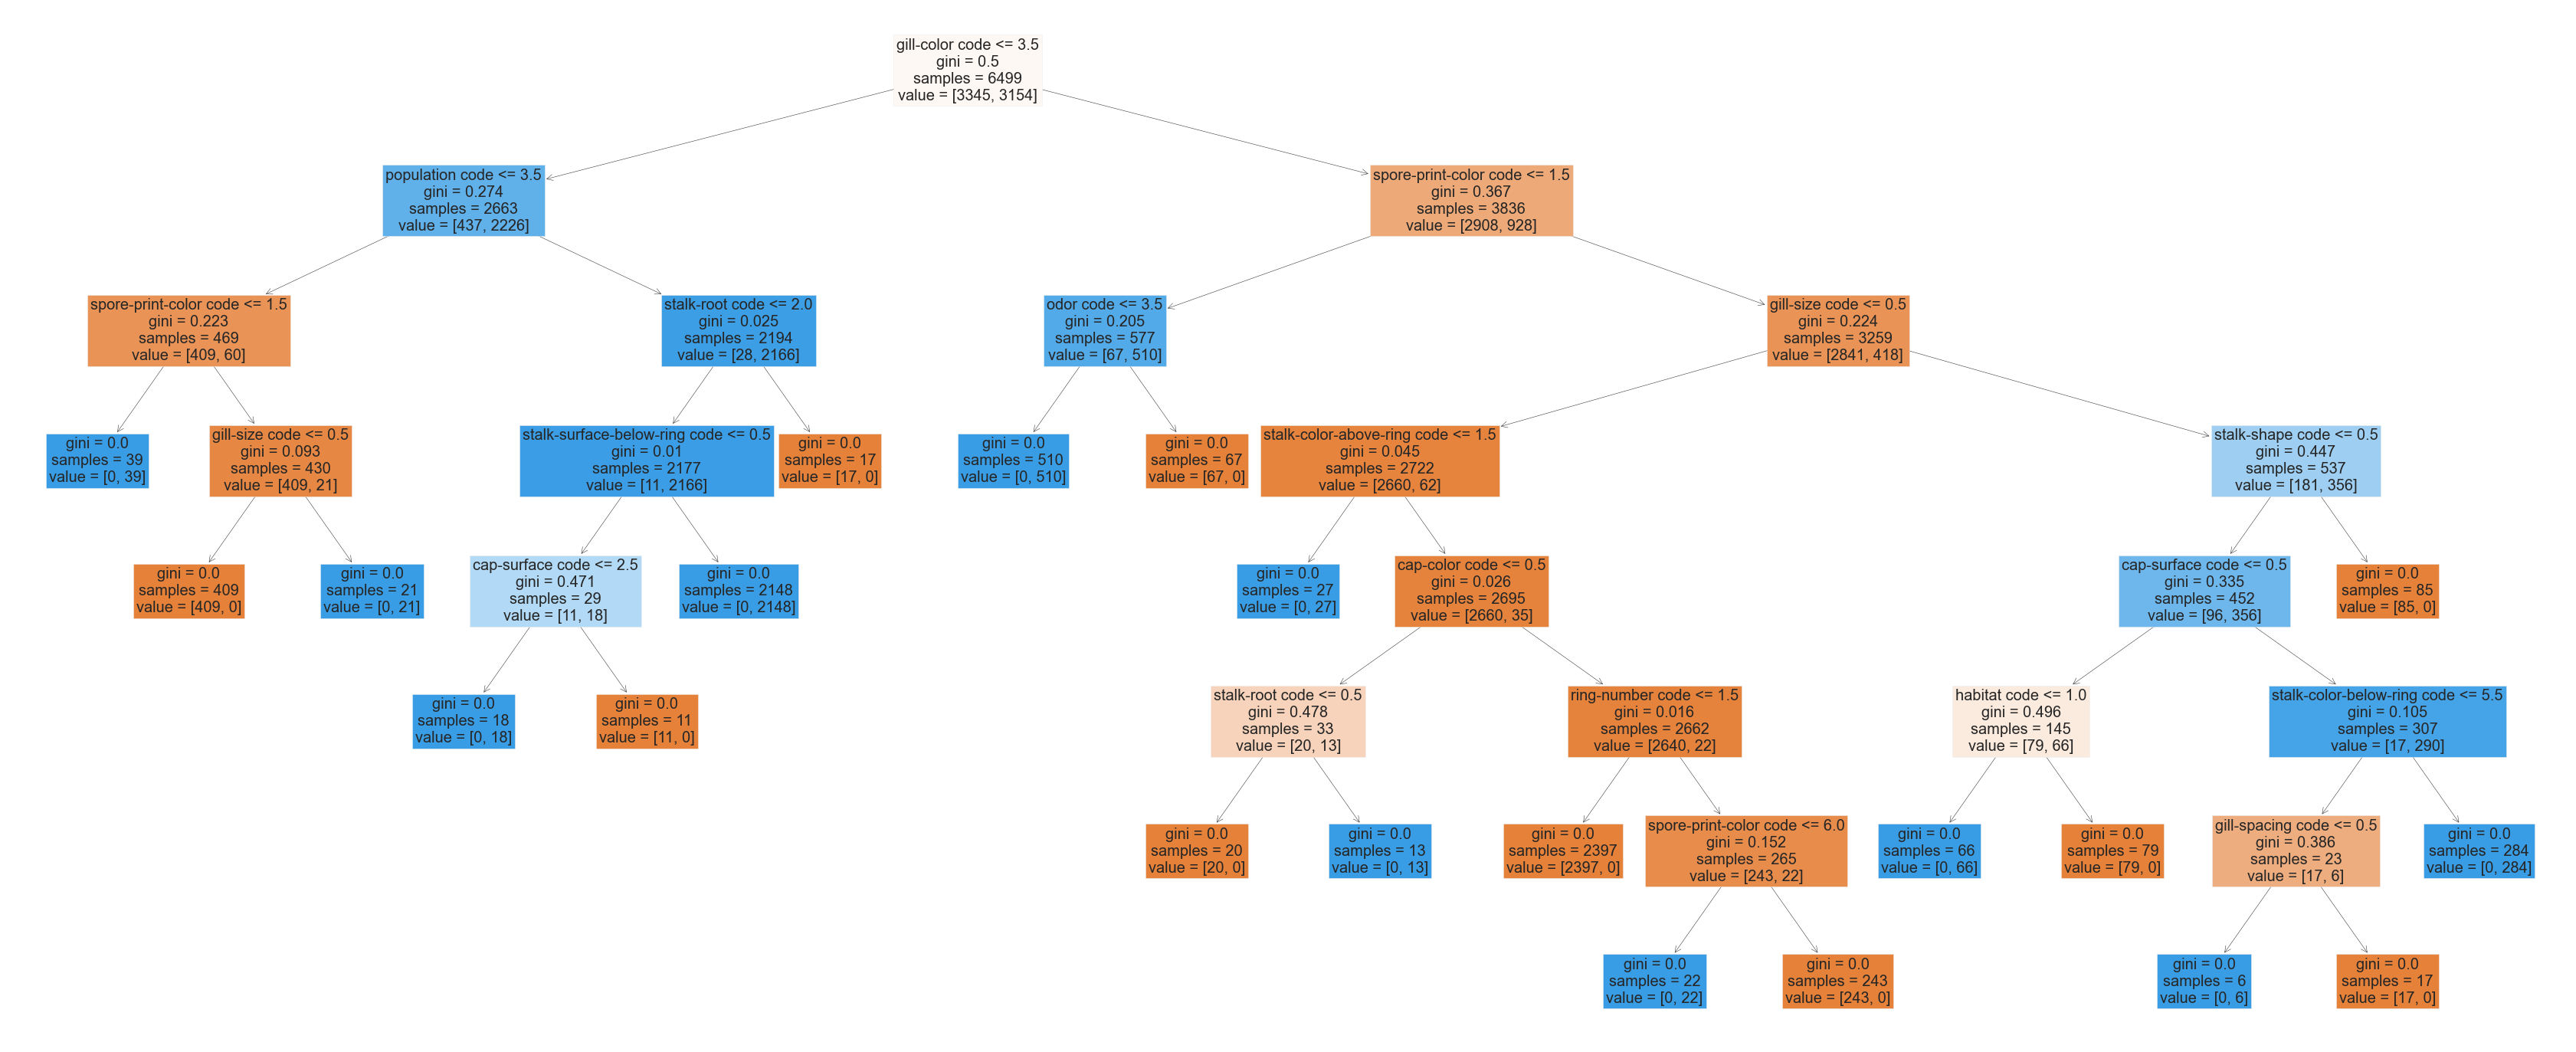 gill-color code <= 3.5
gini = 0.5
samples = 6499
value = [3345, 3154]
population code <= 3.5
gini = 0.274
samples = 2663
value = [437, 2226]
spore-print-color code <= 1.5
gini = 0.367
samples = 3836
value = [2908, 928]
spore-print-color code <= 1.5
gini = 0.223
samples = 469
value = [409, 60]
stalk-root code <= 2.0
gini = 0.025
samples = 2194
value = [28, 2166]
odor code <= 3.5
gini = 0.205
samples = 577
value = [67, 510]
gill-size code <= 0.5
gini = 0.224
samples = 3259
value = [2841, 418]
gini = 0.0
samples = 39
value = [0, 39]
gill-size code <= 0.5
gini = 0.093
samples = 430
value = [409, 21]
stalk-surface-below-ring code <= 0.5
gini = 0.01
samples = 2177
value = [11, 2166]
gini = 0.0
samples = 17
value = [17, 0]
gini = 0.0
samples = 510
value = [0, 510]
gini = 0.0
samples = 67
value = [67, 0]
stalk-color-above-ring code <= 1.5
gini = 0.045
samples = 2722
value = [2660, 62]
stalk-shape code <= 0.5
gini = 0.447
samples = 537
value = [181, 356]
gini = 0.0
samples = 409
value = [409, 0]
gini = 0.0
samples = 21
value = [0, 21]
cap-surface code <= 2.5
gini = 0.471
samples = 29
value = [11, 18]
gini = 0.0
samples = 2148
value = [0, 2148]
gini = 0.0
samples = 27
value = [0, 27]
cap-color code <= 0.5
gini = 0.026
samples = 2695
value = [2660, 35]
cap-surface code <= 0.5
gini = 0.335
samples = 452
value = [96, 356]
gini = 0.0
samples = 85
value = [85, 0]
gini = 0.0
samples = 18
value = [0, 18]
gini = 0.0
samples = 11
value = [11, 0]
stalk-root code <= 0.5
gini = 0.478
samples = 33
value = [20, 13]
ring-number code <= 1.5
gini = 0.016
samples = 2662
value = [2640, 22]
habitat code <= 1.0
gini = 0.496
samples = 145
value = [79, 66]
stalk-color-below-ring code <= 5.5
gini = 0.105
samples = 307
value = [17, 290]
gini = 0.0
samples = 20
value = [20, 0]
gini = 0.0
samples = 13
value = [0, 13]
gini = 0.0
samples = 2397
value = [2397, 0]
spore-print-color code <= 6.0
gini = 0.152
samples = 265
value = [243, 22]
gini = 0.0
samples = 66
value = [0, 66]
gini = 0.0
samples = 79
value = [79, 0]
gill-spacing code <= 0.5
gini = 0.386
samples = 23
value = [17, 6]
gini = 0.0
samples = 284
value = [0, 284]
gini = 0.0
samples = 22
value = [0, 22]
gini = 0.0
samples = 243
value = [243, 0]
gini = 0.0
samples = 6
value = [0, 6]
gini = 0.0
samples = 17
value = [17, 0]